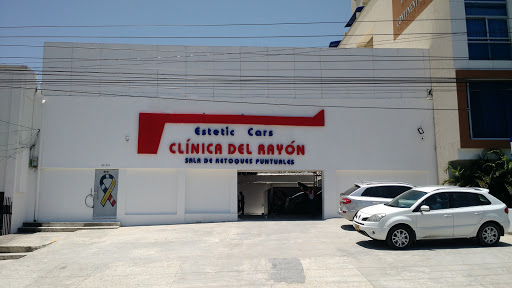 Estetic Cars
CLÍNICA DEL RAYÓN
SALA DE RETOQUES PUNTUALES